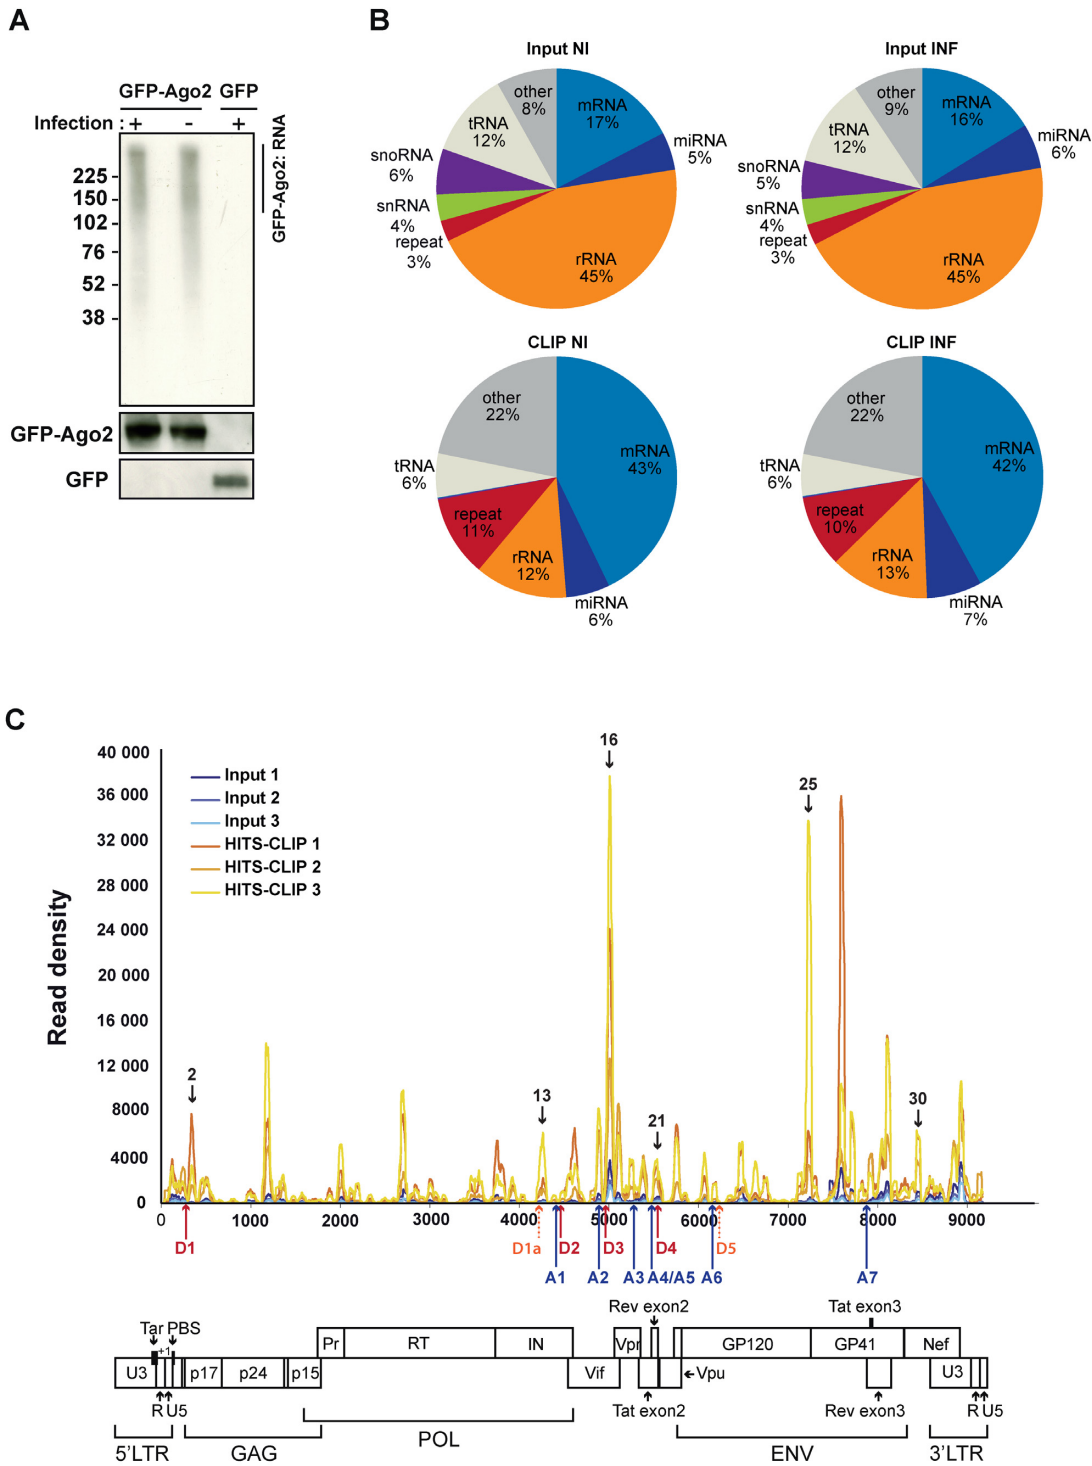 A
GFP-Ago2 GFP
Infection : + - +
225 -
150 -
102 -
76 -
52 -
38 -
GFP-Ago2: RNA
GFP-Ago2
GFP
B
Input NI
mRNA
17%
miRNA
5%
rRNA
45%
repeat
3%
snRNA
4%
snoRNA
6%
tRNA
12%
other
8%
Input INF
mRNA
16%
miRNA
6%
rRNA
45%
repeat
3%
snRNA
4%
snoRNA
5%
tRNA
12%
other
9%
CLIP NI
mRNA
43%
miRNA
6%
rRNA
12%
repeat
11%
tRNA
6%
other
22%
CLIP INF
mRNA
42%
miRNA
7%
rRNA
13%
repeat
10%
tRNA
6%
other
22%
C
Read density
40 000
36 000
32 000
28 000
24 000
20 000
16 000
12 000
8000
4000
0
Input 1
Input 2
Input 3
HITS-CLIP 1
HITS-CLIP 2
HITS-CLIP 3
2
13
16
21
25
30
0 1000 2000 3000 4000 5000 6000 7000 8000 9000
D1 D1a D2 D3 D4 D5
A1 A2 A3 A4/A5 A6 A7
Rev exon2 Tat exon3
Tar PBS
+1
Pr RT IN Vpr GP120 GP41 Nef
U3 p17 p24 p15 Vif Vpu U3
R U5 Tat exon2 Rev exon3 R U5
5'LTR GAG POL ENV 3'LTR